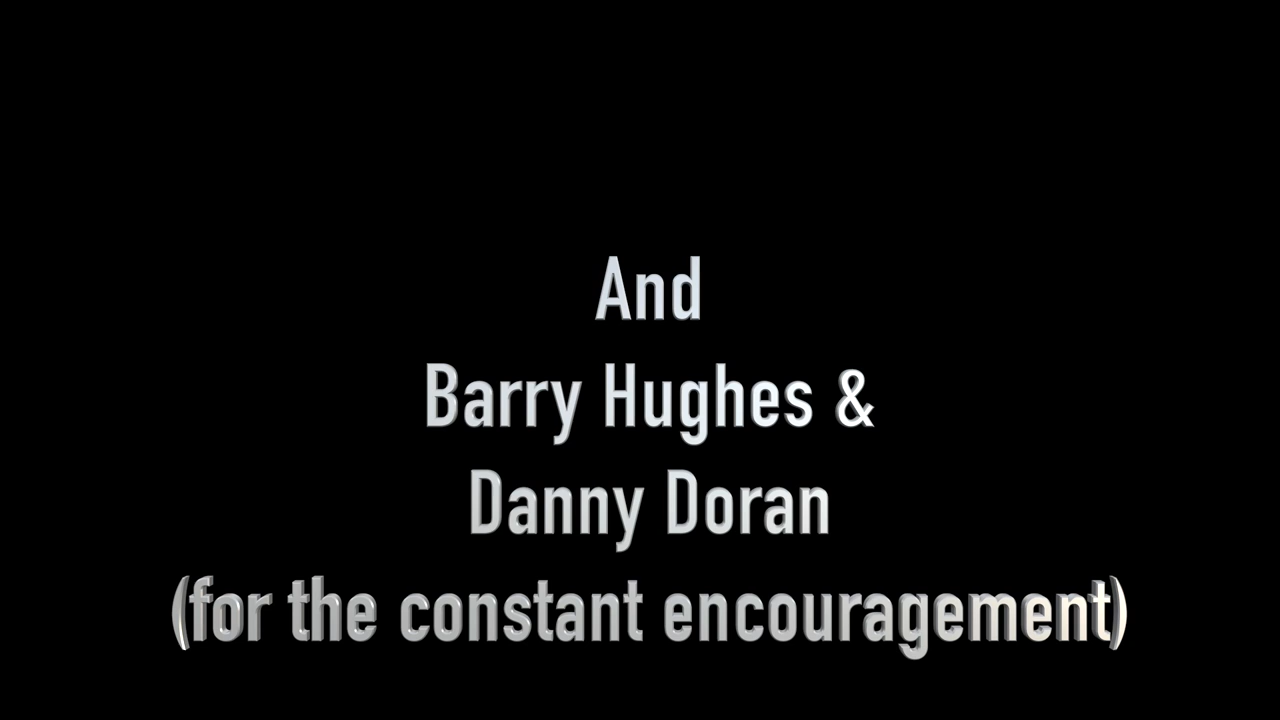 And
Barry Hughes &
Danny Doran
(for the constant encouragement)